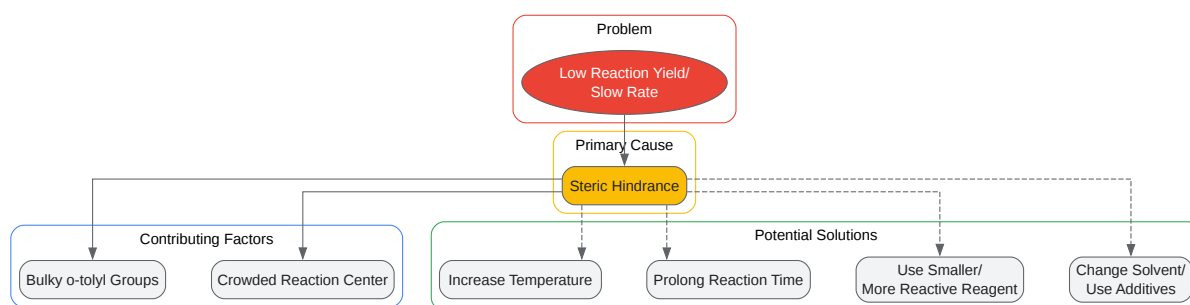 Problem
Low Reaction Yield/
Slow Rate
Primary Cause
Steric Hindrance
Contributing Factors
Bulky o-tolyl Groups
Crowded Reaction Center
Potential Solutions
Increase Temperature
Prolong Reaction Time
Use Smaller/
More Reactive Reagent
Change Solvent/
Use Additives